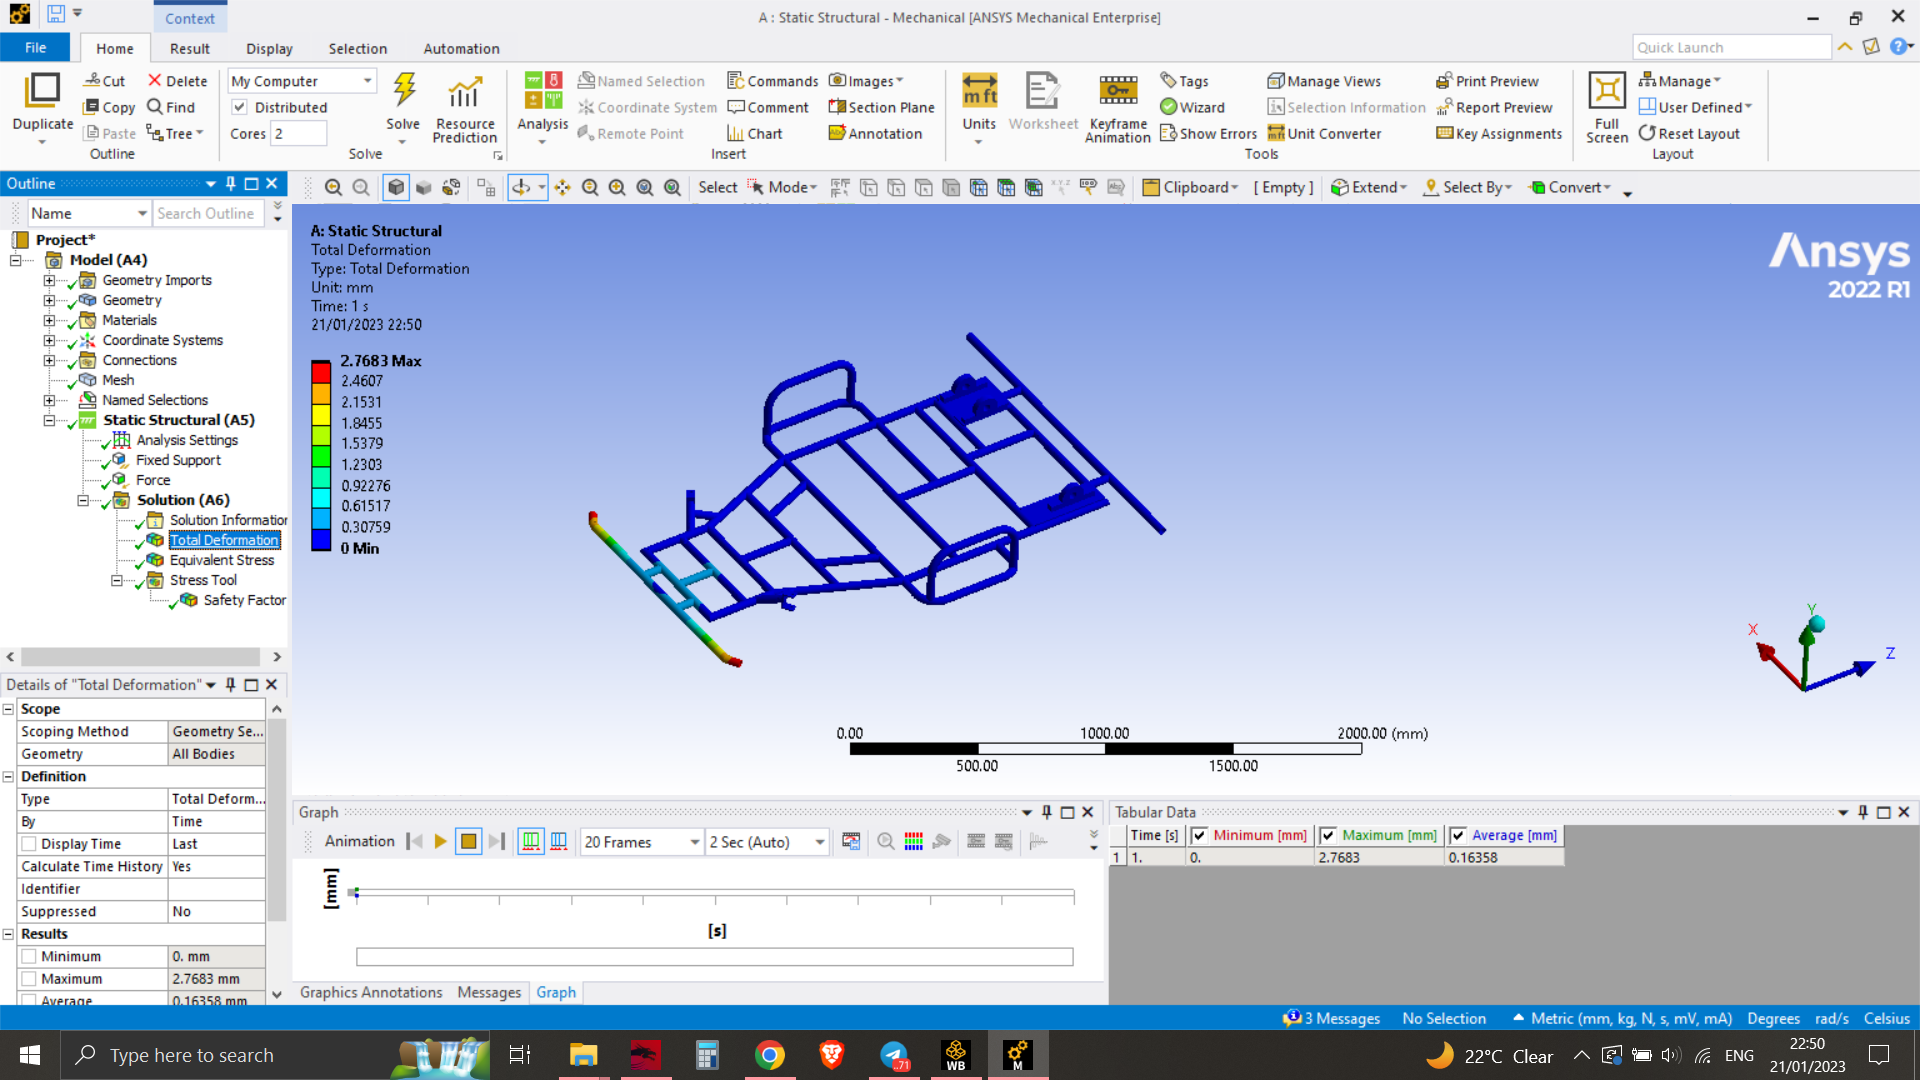 Context
A : Static Structural - Mechanical [ANSYS Mechanical Enterprise]
File Home Result Display Selection Automation
Quick Launch
Duplicate
Cut
Copy
Paste
Delete
Find
Tree
Outline
My Computer
Distributed
Cores 2
Solve
Resource Prediction
Solve
Analysis
Named Selection
Coordinate System
Remote Point
Commands
Comment
Chart
Images
Section Plane
Annotation
Insert
m ft
Units
Worksheet
Keyframe Animation
Tags
Wizard
Show Errors
Manage Views
Selection Information
Unit Converter
Print Preview
Report Preview
Key Assignments
Tools
Full Screen
Manage
User Defined
Reset Layout
Layout
Outline
Name Search Outline
Select Mode Clipboard [ Empty ] Extend Select By Convert
Project*
Model (A4)
Geometry Imports
Geometry
Materials
Coordinate Systems
Connections
Mesh
Named Selections
Static Structural (A5)
Analysis Settings
Fixed Support
Force
Solution (A6)
Solution Information
Total Deformation
Equivalent Stress
Stress Tool
Safety Factor
A: Static Structural
Total Deformation
Type: Total Deformation
Unit: mm
Time: 1 s
21/01/2023 22:50
2.7683 Max
2.4607
2.1531
1.8455
1.5379
1.2303
0.92276
0.61517
0.30759
0 Min
Ansys
2022 R1
Y
X
Z
0.00 1000.00 2000.00 (mm)
500.00 1500.00
Details of "Total Deformation"
Scope
Scoping Method Geometry Se...
Geometry All Bodies
Definition
Type Total Deform...
By Time
Display Time Last
Calculate Time History Yes
Identifier
Suppressed No
Results
Minimum 0. mm
Maximum 2.7683 mm
Average 0.16358 mm
Graph
Animation 20 Frames 2 Sec (Auto)
[mm]
[s]
Graphics Annotations Messages Graph
Tabular Data
Time [s] Minimum [mm] Maximum [mm] Average [mm]
1 1. 0. 2.7683 0.16358
3 Messages No Selection Metric (mm, kg, N, s, mV, mA) Degrees rad/s Celsius
Type here to search
..71
WB
M
22°C Clear
ENG
22:50
21/01/2023